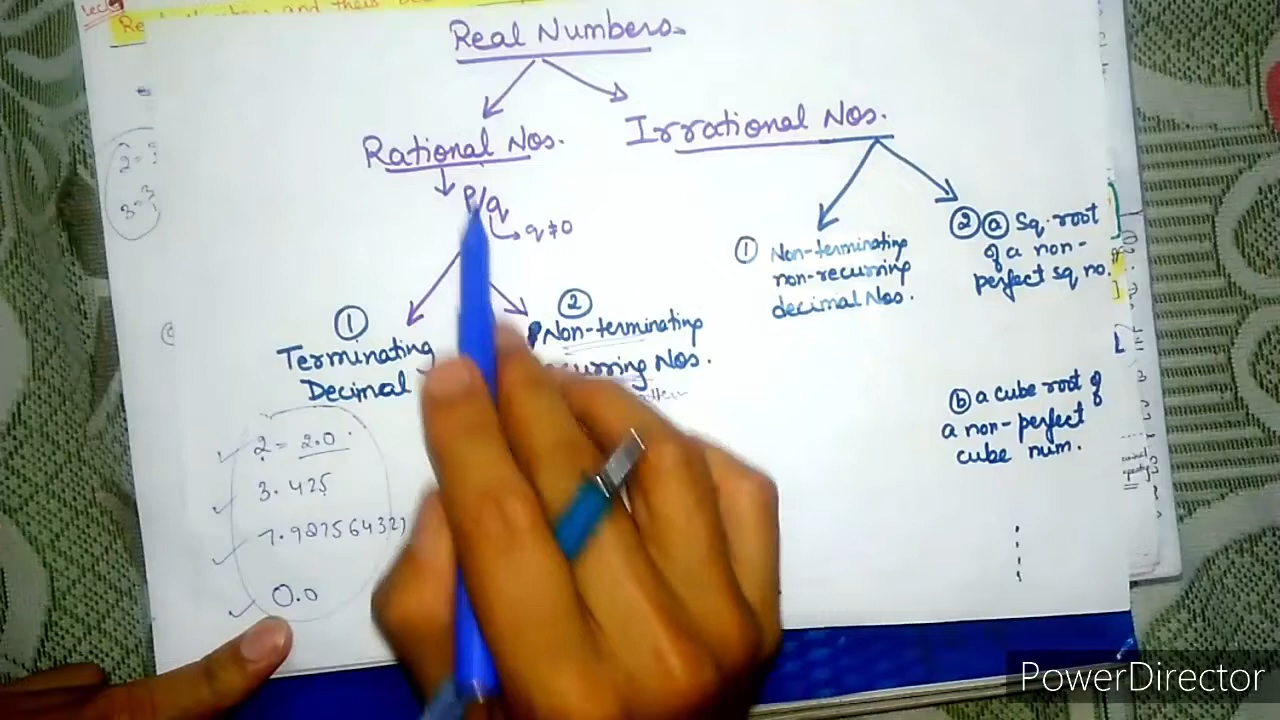 Real Numbers
Rational Nos.
Irrational Nos.
P/q
q ≠ 0
①
Terminating
Decimal
②
Non-terminating
Nos.
2 = 2.0
3.425
7.987564321
0.0
① Non-terminating
non-recurring
decimal Nos.
② ⓐ Sq. root
of a non-
perfect sq no.
ⓑ a cube root of
a non-perfect
cube num.
PowerDirector